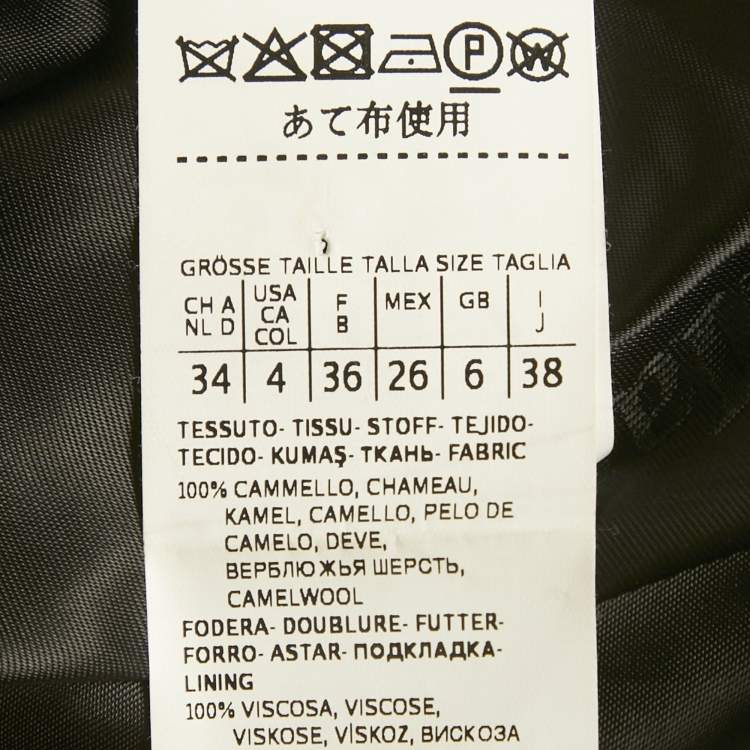 P W
あて布使用
GRÖSSE TAILLE TALLA SIZE TAGLIA
CH A NL D USA CA COL F B MEX GB I J
34 4 36 26 6 38
TESSUTO- TISSU- STOFF- TEJIDO-
TECIDO- KUMAŞ- ТКАНЬ- FABRIC
100% CAMMELLO, CHAMEAU,
KAMEL, CAMELLO, PELO DE
CAMELO, DEVE,
ВЕРБЛЮЖЬЯ ШЕРСТЬ,
CAMELWOOL
FODERA- DOUBLURE- FUTTER-
FORRO- ASTAR- ПОДКЛАДКА-
LINING
100% VISCOSA, VISCOSE,
VISKOSE, VİSKOZ, ВИСКОЗА